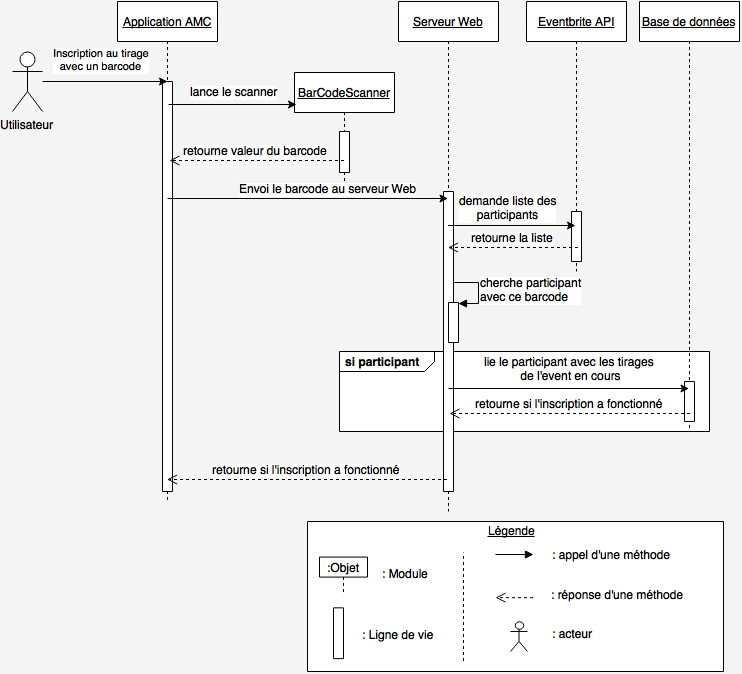 Application AMC
Serveur Web
Eventbrite API
Base de données
Inscription au tirage
avec un barcode
Utilisateur
lance le scanner
BarCodeScanner
retourne valeur du barcode
Envoi le barcode au serveur Web
demande liste des
participants
retourne la liste
cherche participant
avec ce barcode
si participant
lie le participant avec les tirages
de l'event en cours
retourne si l'inscription a fonctionné
retourne si l'inscription a fonctionné
Légende
:Objet
: Module
: Ligne de vie
: appel d'une méthode
: réponse d'une méthode
: acteur